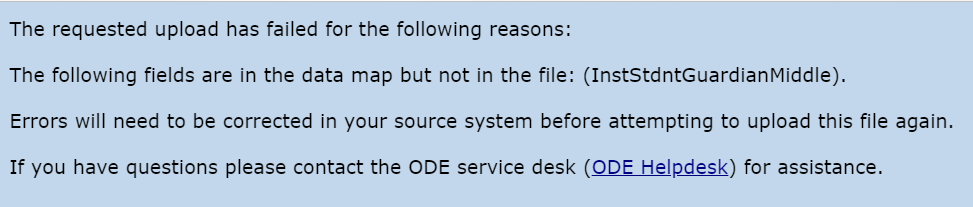 The requested upload has failed for the following reasons:
The following fields are in the data map but not in the file: (InstStdntGuardianMiddle).
Errors will need to be corrected in your source system before attempting to upload this file again.
If you have questions please contact the ODE service desk (ODE Helpdesk) for assistance.